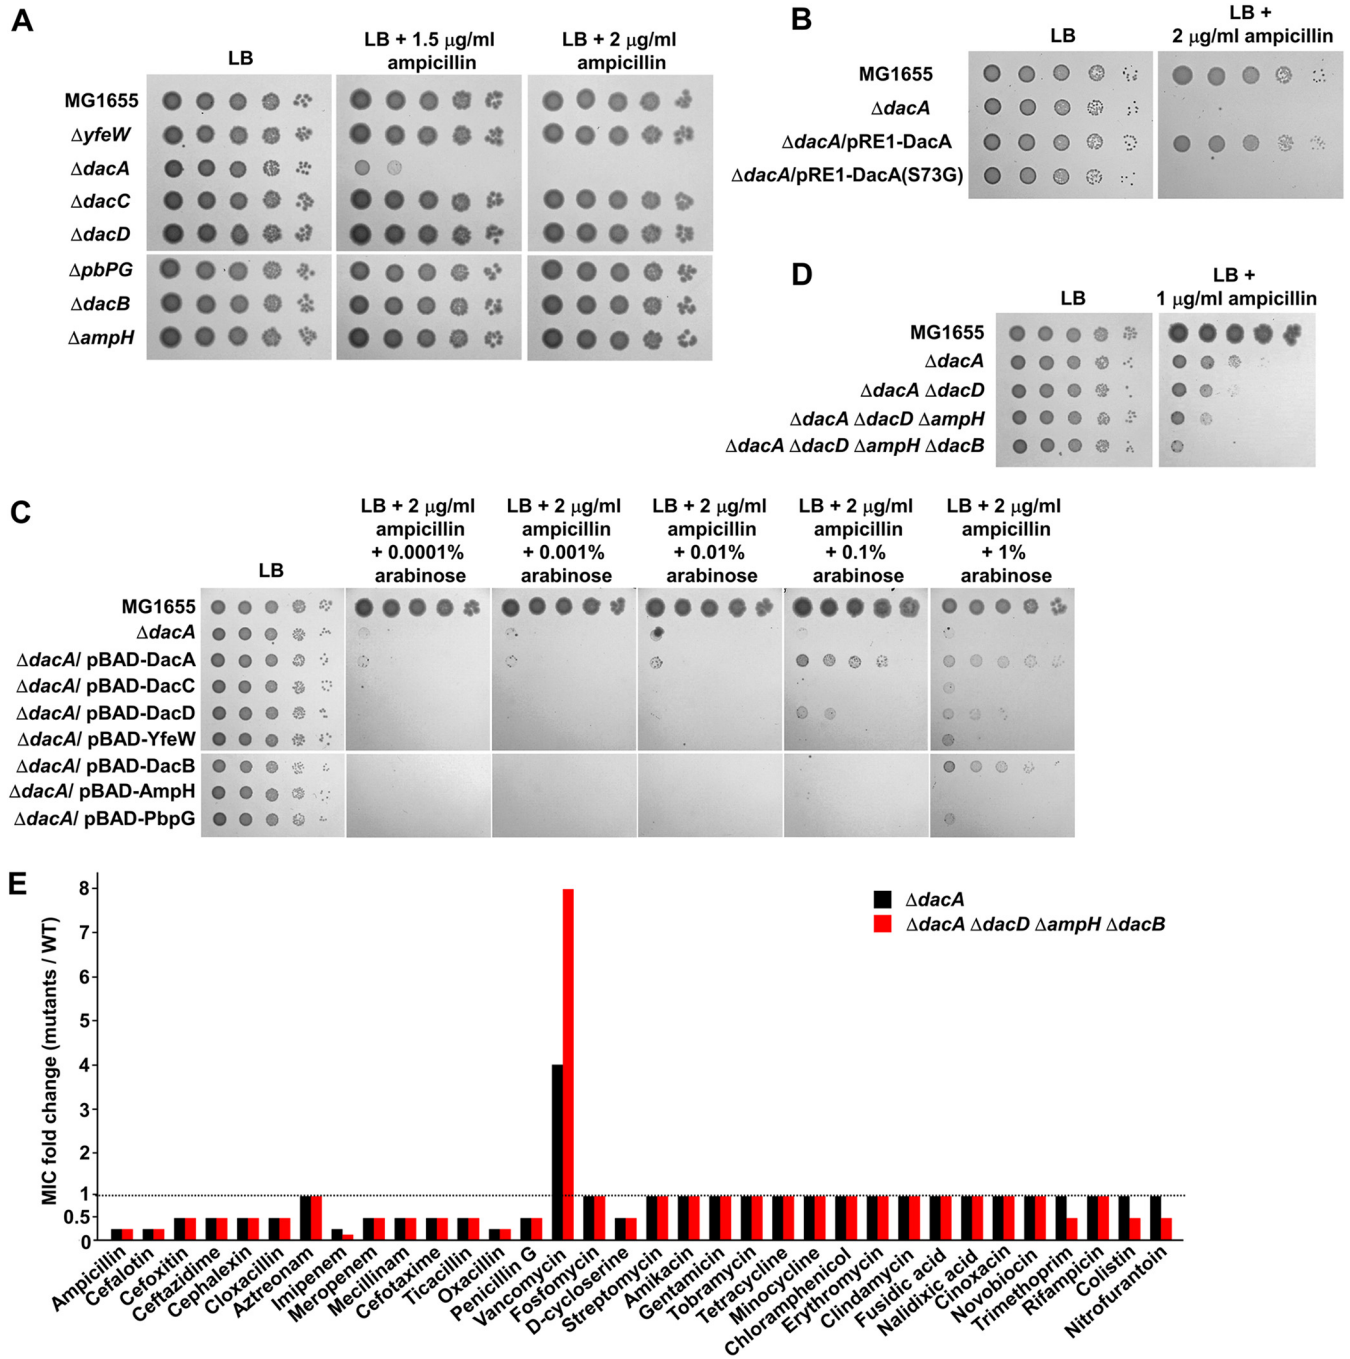 A
LB
LB + 1.5 μg/ml
ampicillin
LB + 2 μg/ml
ampicillin
MG1655
ΔyfeW
ΔdacA
ΔdacC
ΔdacD
ΔpbPG
ΔdacB
ΔampH
B
LB
LB +
2 μg/ml ampicillin
MG1655
ΔdacA
ΔdacA/pRE1-DacA
ΔdacA/pRE1-DacA(S73G)
D
LB
LB +
1 μg/ml ampicillin
MG1655
ΔdacA
ΔdacA ΔdacD
ΔdacA ΔdacD ΔampH
ΔdacA ΔdacD ΔampH ΔdacB
C
LB
LB + 2 μg/ml
ampicillin
+ 0.0001%
arabinose
LB + 2 μg/ml
ampicillin
+ 0.001%
arabinose
LB + 2 μg/ml
ampicillin
+ 0.01%
arabinose
LB + 2 μg/ml
ampicillin
+ 0.1%
arabinose
LB + 2 μg/ml
ampicillin
+ 1%
arabinose
MG1655
ΔdacA
ΔdacA/ pBAD-DacA
ΔdacA/ pBAD-DacC
ΔdacA/ pBAD-DacD
ΔdacA/ pBAD-YfeW
ΔdacA/ pBAD-DacB
ΔdacA/ pBAD-AmpH
ΔdacA/ pBAD-PbpG
E
MIC fold change (mutants / WT)
8
7
6
5
4
3
2
1
0.5
0
ΔdacA
ΔdacA ΔdacD ΔampH ΔdacB
Ampicillin
Cefalotin
Cefoxitin
Ceftazidime
Cephalexin
Cloxacillin
Aztreonam
Imipenem
Meropenem
Mecillinam
Cefotaxime
Ticacillin
Oxacillin
Penicillin G
Vancomycin
Fosfomycin
D-cycloserine
Streptomycin
Amikacin
Gentamicin
Tobramycin
Tetracycline
Minocycline
Chloramphenicol
Erythromycin
Clindamycin
Fusidic acid
Nalidixic acid
Cinoxacin
Novobiocin
Trimethoprim
Rifampicin
Colistin
Nitrofurantoin